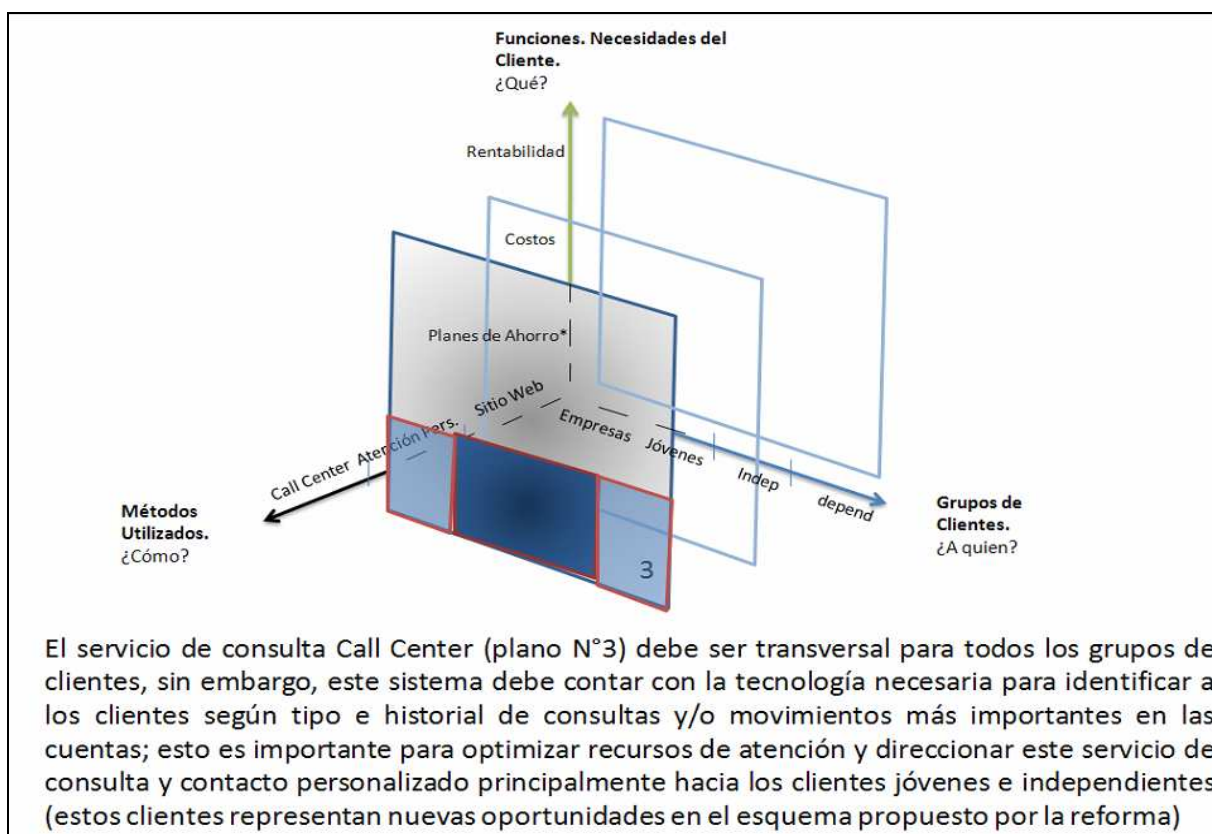 Funciones. Necesidades del
Cliente.
¿Qué?
Rentabilidad
Costos
Planes de Ahorro*
Sitio Web
Atención Pers.
Call Center
Empresas
Jóvenes
Indep
depend
Métodos
Utilizados.
¿Cómo?
Grupos de
Clientes.
¿A quien?
3
El servicio de consulta Call Center (plano N°3) debe ser transversal para todos los grupos de
clientes, sin embargo, este sistema debe contar con la tecnología necesaria para identificar a
los clientes según tipo e historial de consultas y/o movimientos más importantes en las
cuentas; esto es importante para optimizar recursos de atención y direccionar este servicio de
consulta y contacto personalizado principalmente hacia los clientes jóvenes e independientes
(estos clientes representan nuevas oportunidades en el esquema propuesto por la reforma)